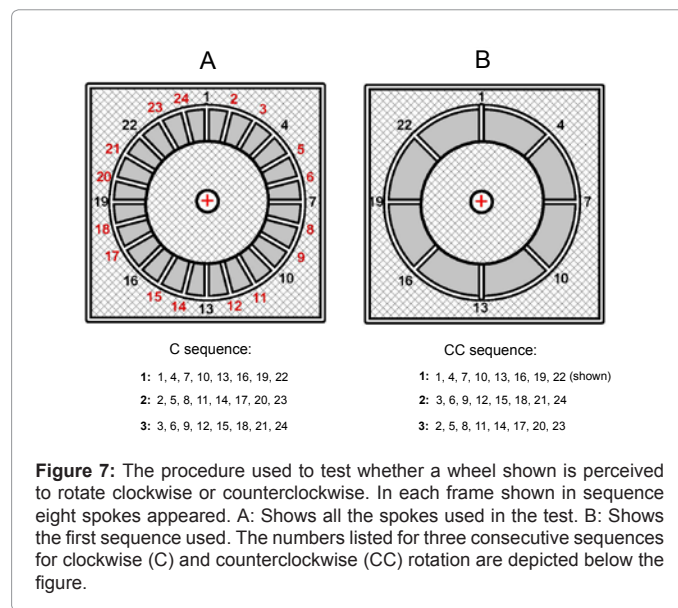 A
B
24 1 2
23 3
22 4
21 5
20 6
19 7
18 8
17 9
16 10
15 11
14 13 12
1
22 4
19 7
16 10
13
C sequence:
1: 1, 4, 7, 10, 13, 16, 19, 22
2: 2, 5, 8, 11, 14, 17, 20, 23
3: 3, 6, 9, 12, 15, 18, 21, 24
CC sequence:
1: 1, 4, 7, 10, 13, 16, 19, 22 (shown)
2: 3, 6, 9, 12, 15, 18, 21, 24
3: 2, 5, 8, 11, 14, 17, 20, 23
Figure 7: The procedure used to test whether a wheel shown is perceived
to rotate clockwise or counterclockwise. In each frame shown in sequence
eight spokes appeared. A: Shows all the spokes used in the test. B: Shows
the first sequence used. The numbers listed for three consecutive sequences
for clockwise (C) and counterclockwise (CC) rotation are depicted below the
figure.